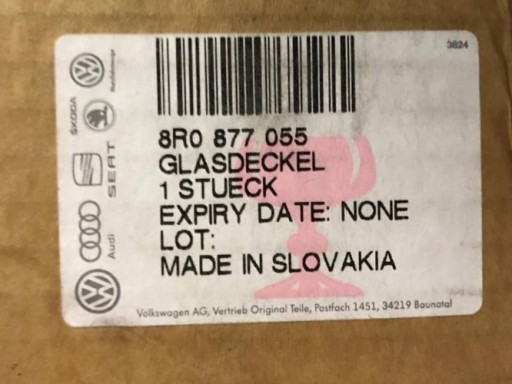 3824
8R0 877 055
GLASDECKEL
1 STUECK
EXPIRY DATE: NONE
LOT:
MADE IN SLOVAKIA
Volkswagen AG, Vertrieb Original Teile, Postfach 1451, 34219 Baunatal
ŠKODA
SEAT
Audi